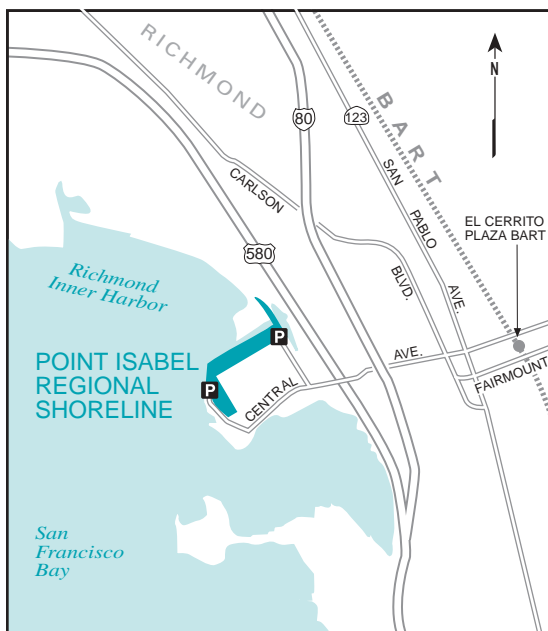 RICHMOND
N
80
123
BART
SAN
PABLO
AVE.
CARLSON
BLVD.
EL CERRITO
PLAZA BART
580
Richmond
Inner Harbor
P
POINT ISABEL
REGIONAL
SHORELINE
P
CENTRAL
AVE.
FAIRMOUNT
San
Francisco
Bay